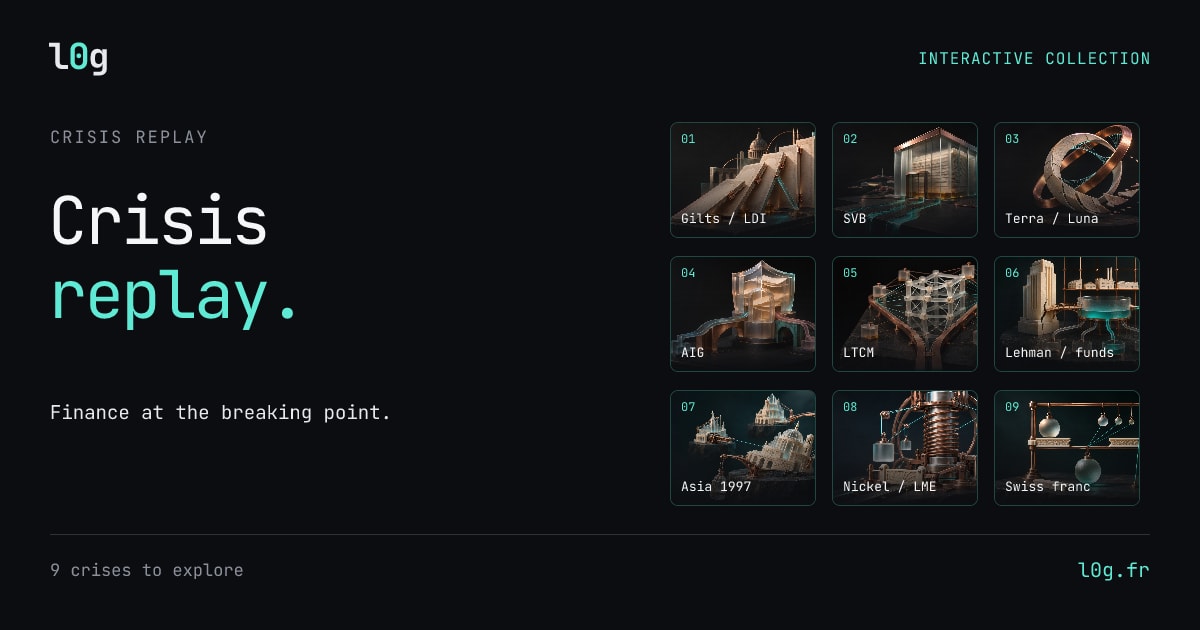 l0g
INTERACTIVE COLLECTION
CRISIS REPLAY
Crisis
replay.
Finance at the breaking point.
01
Gilts / LDI
02
SVB
03
Terra / Luna
04
AIG
05
LTCM
06
Lehman / funds
07
Asia 1997
08
Nickel / LME
09
Swiss franc
9 crises to explore
l0g.fr